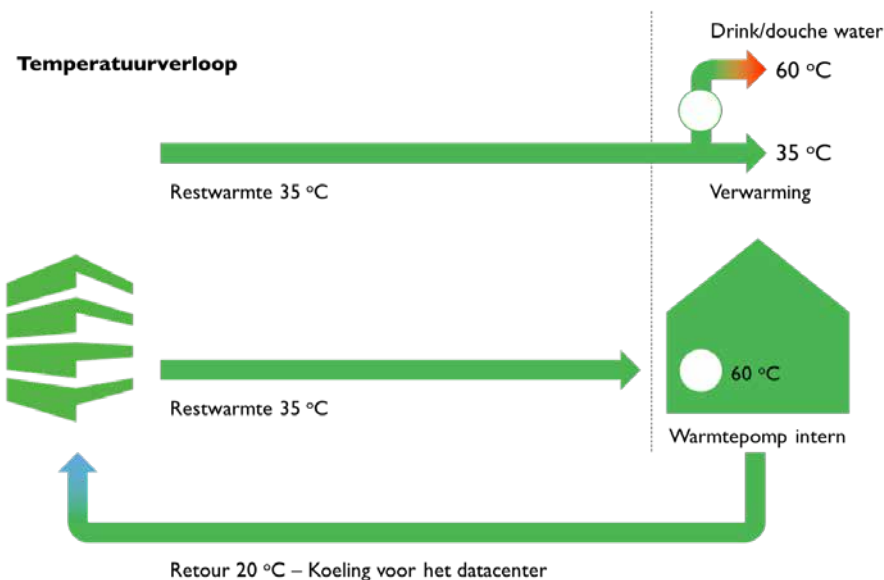 Drink/douche water
Temperatuurverloop
60 °C
35 °C
Restwarmte 35 °C
Verwarming
60 °C
Restwarmte 35 °C
Warmtepomp intern
Retour 20 °C – Koeling voor het datacenter